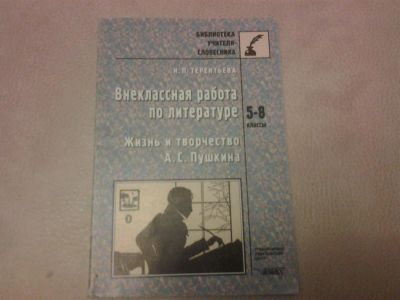 БИБЛИОТЕКА
УЧИТЕЛЯ-
СЛОВЕСНИКА
Н. П. ТЕРЕНТЬЕВА
Внеклассная работа
по литературе
5-8
КЛАССЫ
Жизнь и творчество
А. С. Пушкина